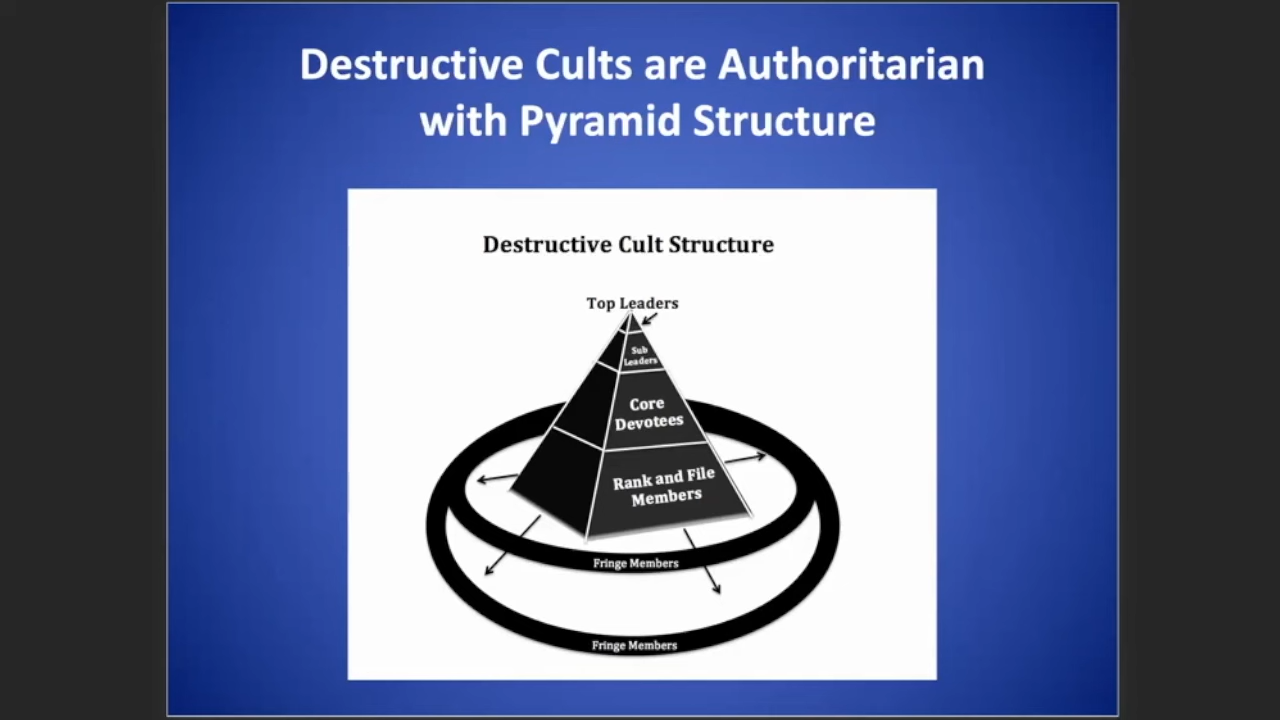 Destructive Cults are Authoritarian
with Pyramid Structure
Destructive Cult Structure
Top Leaders
Sub
Leaders
Core
Devotees
Rank and File
Members
Fringe Members
Fringe Members